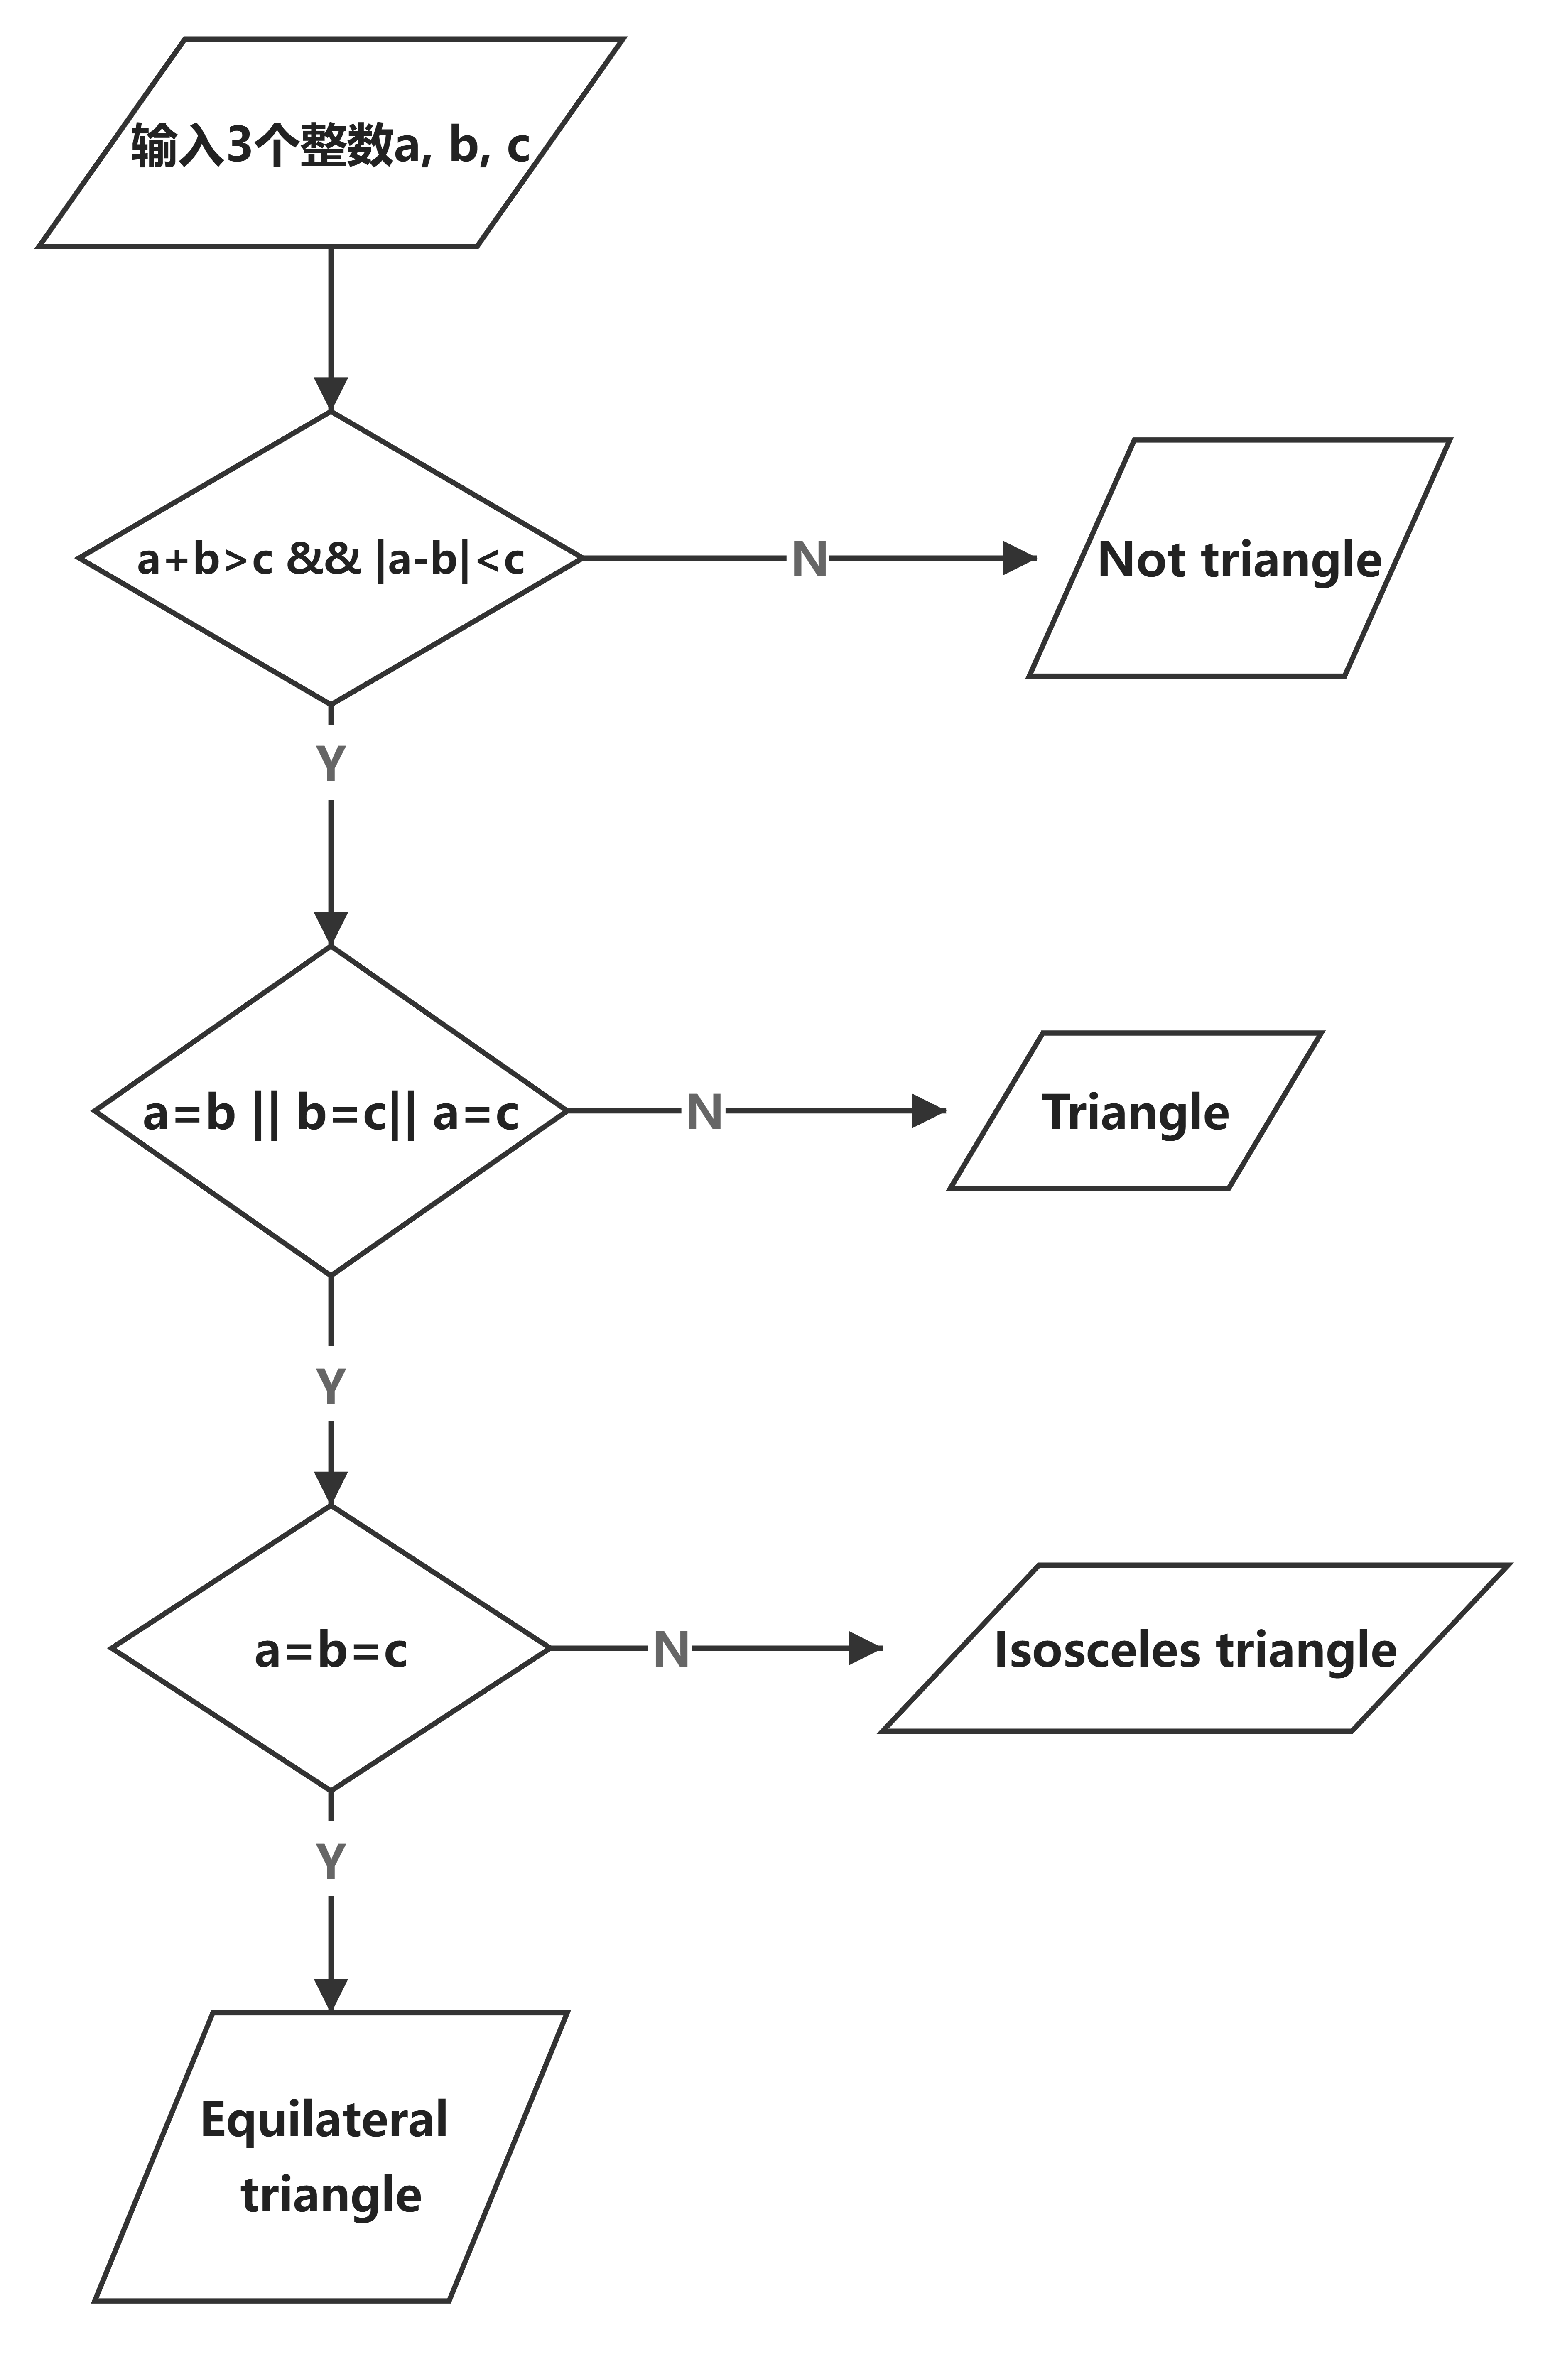 输入3个整数a, b, c
a+b>c && |a-b|<c
N
Not triangle
Y
a=b || b=c|| a=c
N
Triangle
Y
a=b=c
N
Isosceles triangle
Y
Equilateral
triangle